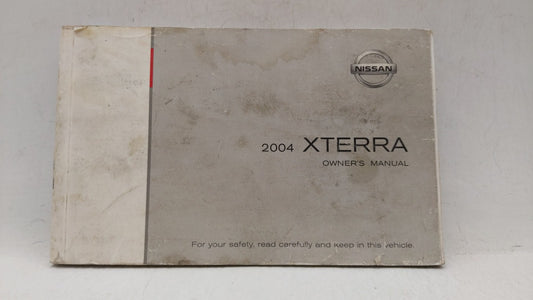 NISSAN
2004 XTERRA
OWNER'S MANUAL
For your safety, read carefully and keep in this vehicle.